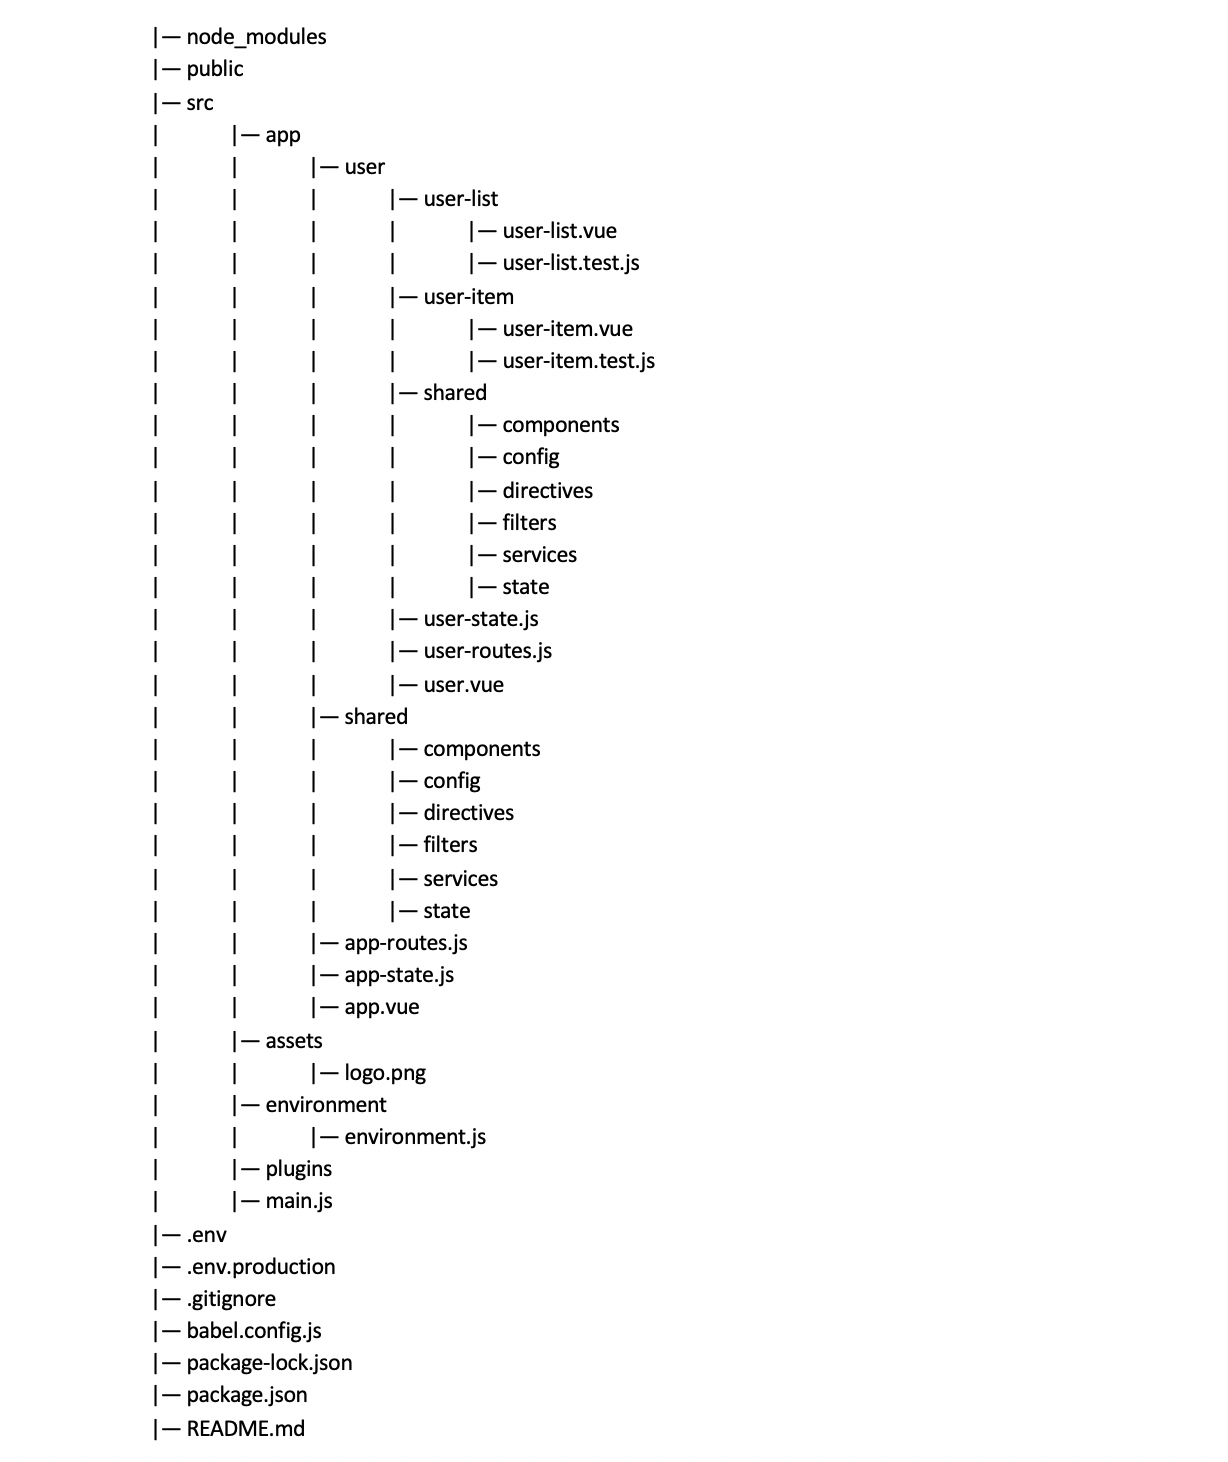 |— node_modules
|— public
|— src
| |— app
| | |— user
| | | |— user-list
| | | | |— user-list.vue
| | | | |— user-list.test.js
| | | |— user-item
| | | | |— user-item.vue
| | | | |— user-item.test.js
| | | |— shared
| | | | |— components
| | | | |— config
| | | | |— directives
| | | | |— filters
| | | | |— services
| | | | |— state
| | | |— user-state.js
| | | |— user-routes.js
| | | |— user.vue
| | |— shared
| | | |— components
| | | |— config
| | | |— directives
| | | |— filters
| | | |— services
| | | |— state
| | |— app-routes.js
| | |— app-state.js
| | |— app.vue
| |— assets
| | |— logo.png
| |— environment
| | |— environment.js
| |— plugins
| |— main.js
|— .env
|— .env.production
|— .gitignore
|— babel.config.js
|— package-lock.json
|— package.json
|— README.md